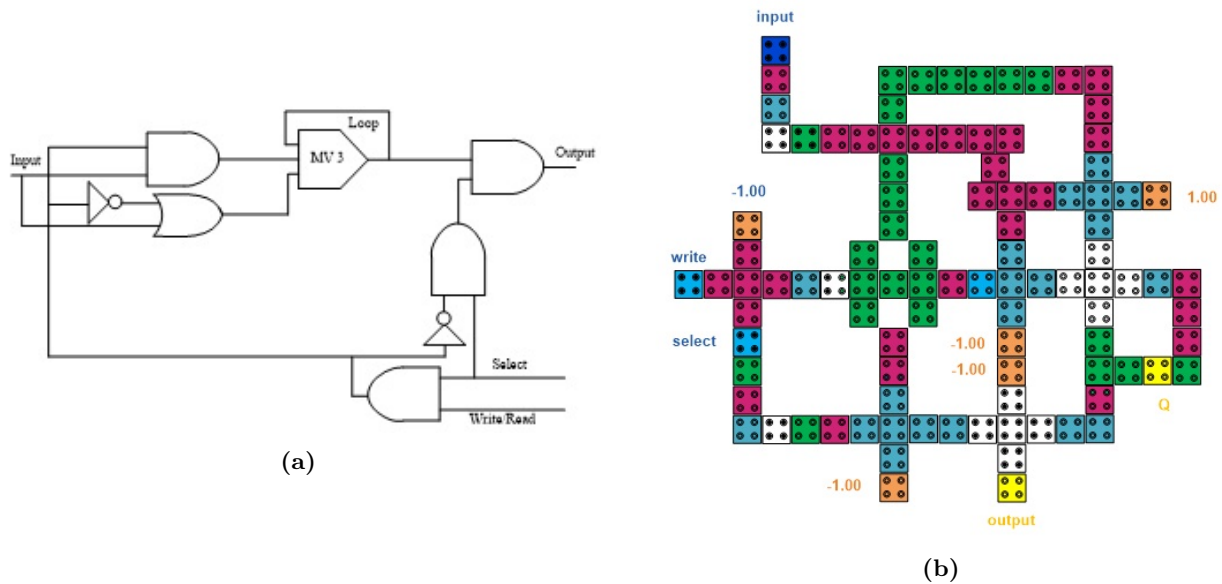 Input
Loop
MV 3
Output
Select
Write/Read
(a)
input
-1.00
1.00
write
select
-1.00
-1.00
Q
-1.00
output
(b)